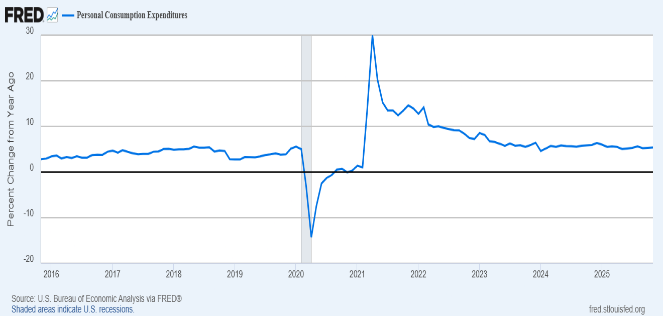 FRED
Personal Consumption Expenditures
Percent Change from Year Ago
30
20
10
0
-10
-20
2016 2017 2018 2019 2020 2021 2022 2023 2024 2025
Source: U.S. Bureau of Economic Analysis via FRED®
Shaded areas indicate U.S. recessions.
fred.stlouisfed.org